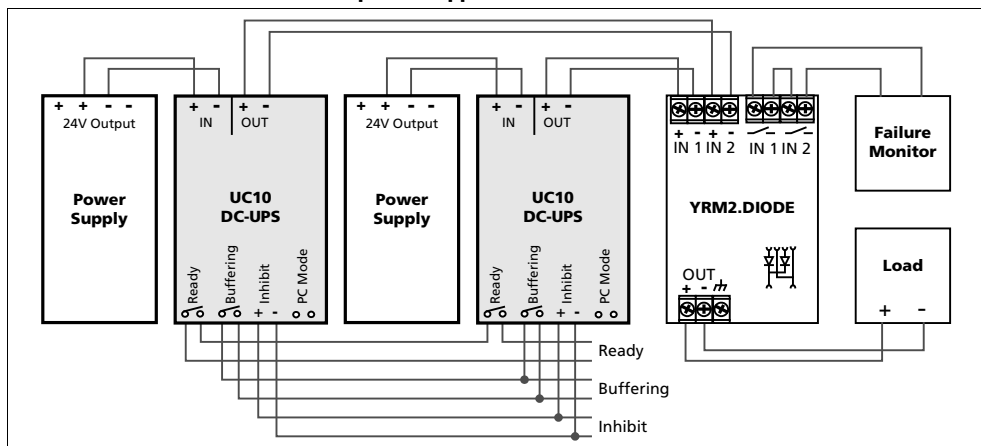 + + - -
24V Output
Power
Supply
+ - + -
IN OUT
UC10
DC-UPS
Ready
Buffering
Inhibit
PC Mode
+ -
+ + - -
24V Output
Power
Supply
+ - + -
IN OUT
UC10
DC-UPS
Ready
Buffering
Inhibit
PC Mode
+ -
+ - + -
IN 1 IN 2 IN 1 IN 2
YRM2.DIODE
OUT
+ -
Failure
Monitor
Load
+ -
Ready
Buffering
Inhibit